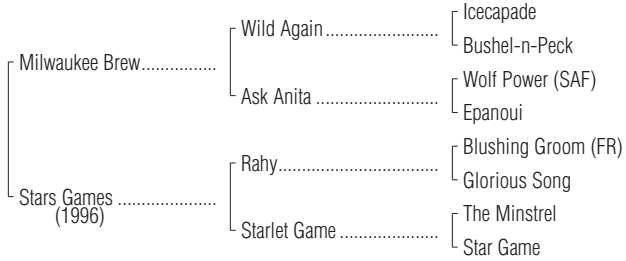 Icecapade
Wild Again
Bushel-n-Peck
Milwaukee Brew
Wolf Power (SAF)
Ask Anita
Epanoui
Blushing Groom (FR)
Rahy
Glorious Song
Stars Games
(1996)
The Minstrel
Starlet Game
Star Game